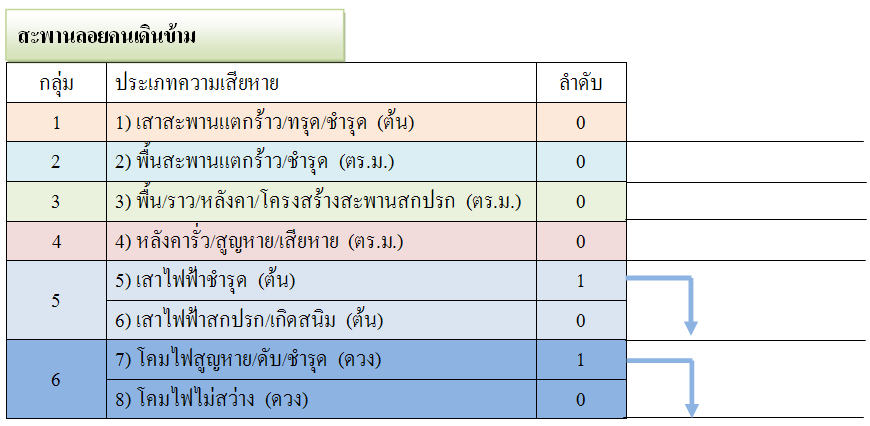 สะพานลอยคนเดินข้าม
กลุ่ม ประเภทความเสียหาย ลำดับ
1 1) เสาสะพานแตกร้าว/ทรุด/ชำรุด (ต้น) 0
2 2) พื้นสะพานแตกร้าว/ชำรุด (ตร.ม.) 0
3 3) พื้น/ราว/หลังคา/โครงสร้างสะพานสกปรก (ตร.ม.) 0
4 4) หลังคารั่ว/สูญหาย/เสียหาย (ตร.ม.) 0
5 5) เสาไฟฟ้าชำรุด (ต้น) 1
6) เสาไฟฟ้าสกปรก/เกิดสนิม (ต้น) 0
6 7) โคมไฟสูญหาย/ดับ/ชำรุด (ดวง) 1
8) โคมไฟไม่สว่าง (ดวง) 0